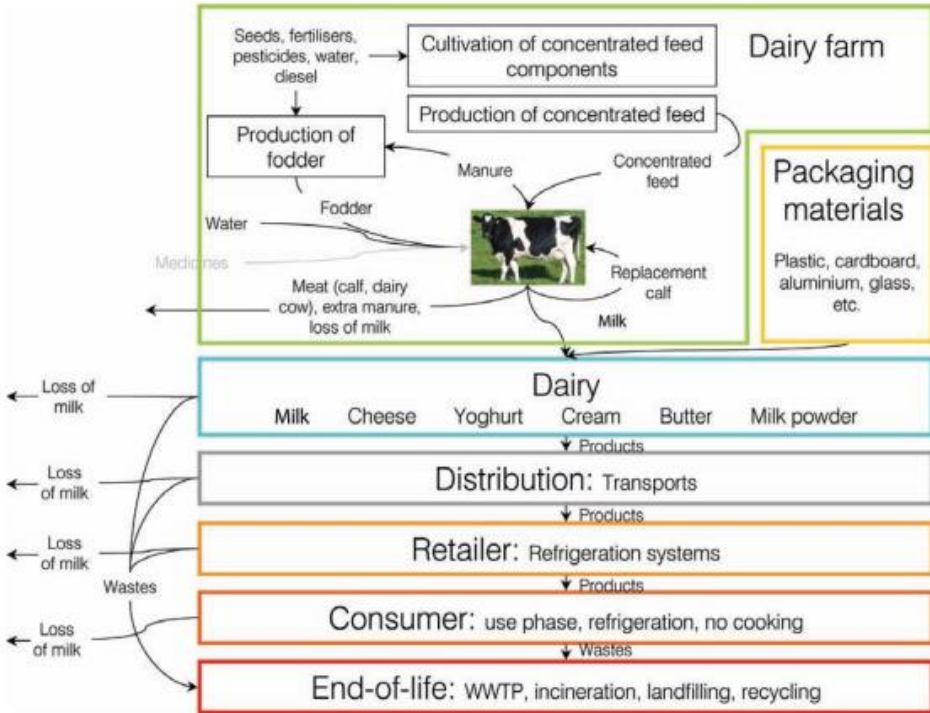 Seeds, fertilisers,
pesticides, water,
diesel
Cultivation of concentrated feed
components
Dairy farm
Production of concentrated feed
Production of
fodder
Manure
Concentrated
feed
Fodder
Water
Medicines
Replacement
calf
Meat (calf, dairy
cow), extra manure,
loss of milk
Milk
Packaging
materials
Plastic, cardboard,
aluminium, glass,
etc.
Dairy
Milk Cheese Yoghurt Cream Butter Milk powder
Loss of
milk
Products
Distribution: Transports
Loss
of milk
Products
Retailer: Refrigeration systems
Loss
of milk
Products
Wastes
Consumer: use phase, refrigeration, no cooking
Loss
of milk
Wastes
End-of-life: WWTP, incineration, landfilling, recycling